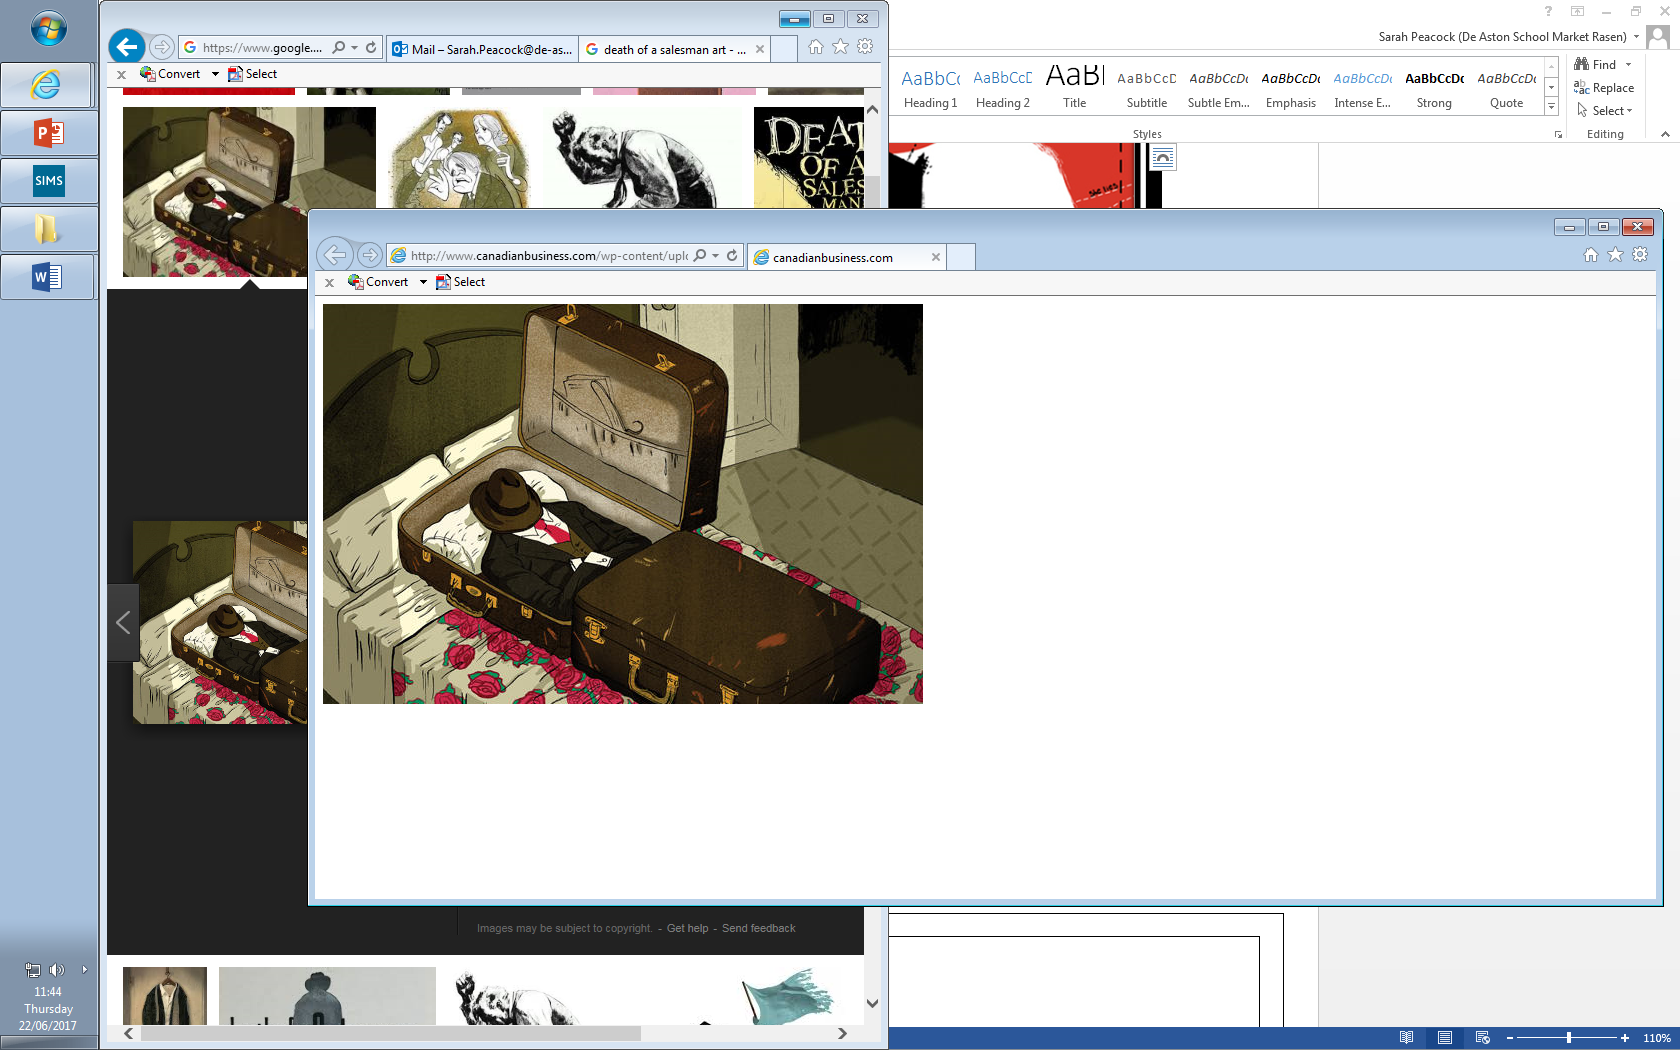 Sarah Peacock (De Aston School Market Rasen)
https://www.google....
Mail – Sarah.Peacock@de-as...
death of a salesman art - ...
Convert
Select
AaBbCc
AaBbCcD
AaBl
AaBbCcD
AaBbCcDc
AaBbCcDc
AaBbCcDc
AaBbCcDc
AaBbCcDc
Heading 1
Heading 2
Title
Subtitle
Subtle Em...
Emphasis
Intense E...
Strong
Quote
Styles
Find
Replace
Select
Editing
SIMS
DEAT
OF A
SALES
MAN
she lies
http://www.canadianbusiness.com/wp-content/uplo
canadianbusiness.com
Convert
Select
Images may be subject to copyright. - Get help - Send feedback
11:44
Thursday
22/06/2017
110%